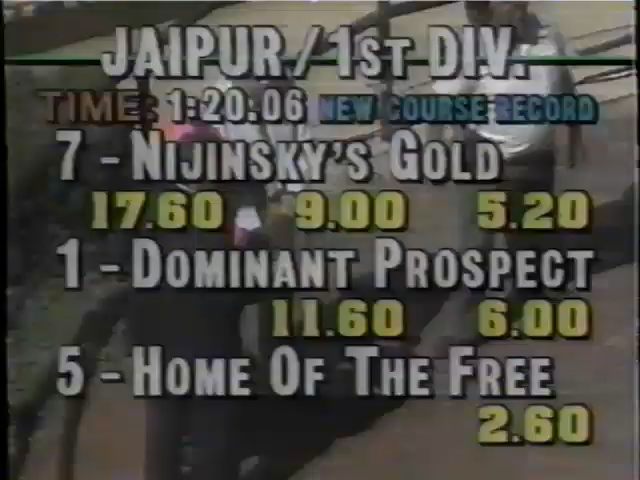 JAIPUR/1ST DIV.
TIME: 1:20.06 NEW COURSE RECORD
7 - NIJINSKY'S GOLD
17.60 9.00 5.20
1 - DOMINANT PROSPECT
11.60 6.00
5 - HOME OF THE FREE
2.60